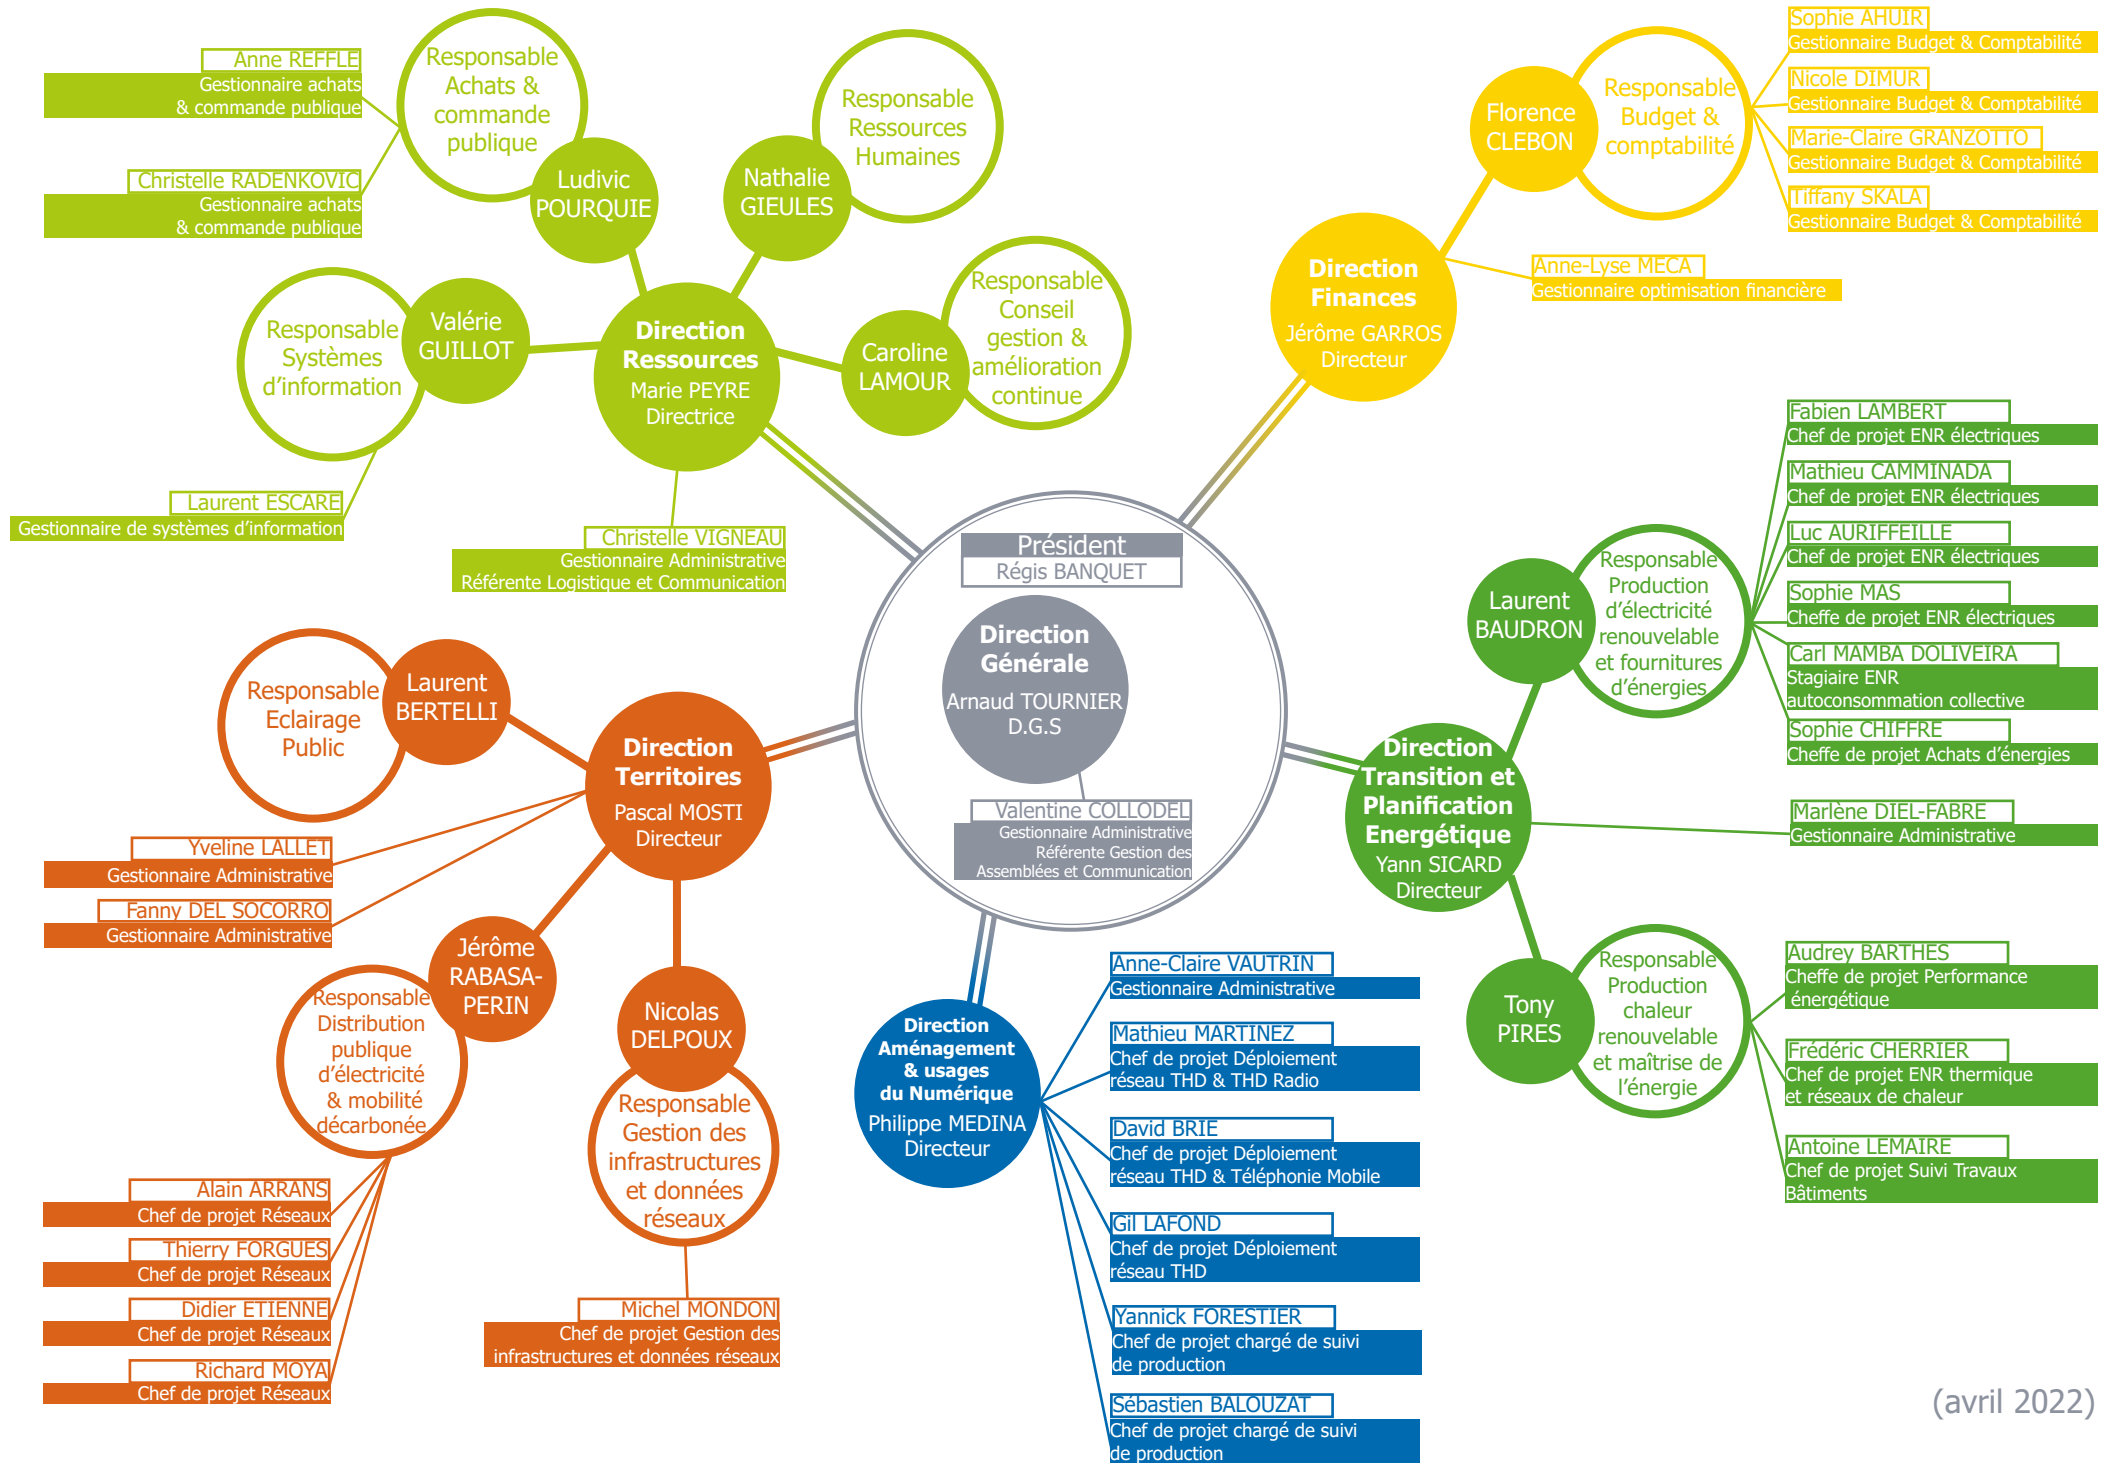 Anne REFFLE
Gestionnaire achats
& commande publique
Christelle RADENKOVIC
Gestionnaire achats
& commande publique
Responsable
Achats &
commande
publique
Ludivic
POURQUIE
Nathalie
GIEULES
Responsable
Ressources
Humaines
Responsable
Systèmes
d'information
Valérie
GUILLOT
Direction
Ressources
Marie PEYRE
Directrice
Caroline
LAMOUR
Responsable
Conseil
gestion &
amélioration
continue
Laurent ESCARE
Gestionnaire de systèmes d'information
Christelle VIGNEAU
Gestionnaire Administrative
Référente Logistique et Communication
Direction
Finances
Jérôme GARROS
Directeur
Florence
CLEBON
Responsable
Budget &
comptabilité
Sophie AHUIR
Gestionnaire Budget & Comptabilité
Nicole DIMUR
Gestionnaire Budget & Comptabilité
Marie-Claire GRANZOTTO
Gestionnaire Budget & Comptabilité
Tiffany SKALA
Gestionnaire Budget & Comptabilité
Anne-Lyse MECA
Gestionnaire optimisation financière
Président
Régis BANQUET
Direction
Générale
Arnaud TOURNIER
D.G.S
Valentine COLLODEL
Gestionnaire Administrative
Référente Gestion des
Assemblées et Communication
Responsable
Eclairage
Public
Laurent
BERTELLI
Direction
Territoires
Pascal MOSTI
Directeur
Yveline LALLET
Gestionnaire Administrative
Fanny DEL SOCORRO
Gestionnaire Administrative
Jérôme
RABASA-
PERIN
Responsable
Distribution
publique
d'électricité
& mobilité
décarbonée
Alain ARRANS
Chef de projet Réseaux
Thierry FORGUES
Chef de projet Réseaux
Didier ETIENNE
Chef de projet Réseaux
Richard MOYA
Chef de projet Réseaux
Nicolas
DELPOUX
Responsable
Gestion des
infrastructures
et données
réseaux
Michel MONDON
Chef de projet Gestion des
infrastructures et données réseaux
Direction
Aménagement
& usages
du Numérique
Philippe MEDINA
Directeur
Anne-Claire VAUTRIN
Gestionnaire Administrative
Mathieu MARTINEZ
Chef de projet Déploiement
réseau THD & THD Radio
David BRIE
Chef de projet Déploiement
réseau THD & Téléphonie Mobile
Gil LAFOND
Chef de projet Déploiement
réseau THD
Yannick FORESTIER
Chef de projet chargé de suivi
de production
Sébastien BALOUZAT
Chef de projet chargé de suivi
de production
Direction
Transition et
Planification
Energétique
Yann SICARD
Directeur
Laurent
BAUDRON
Responsable
Production
d'électricité
renouvelable
et fournitures
d'énergies
Fabien LAMBERT
Chef de projet ENR électriques
Mathieu CAMMINADA
Chef de projet ENR électriques
Luc AURIFFEILLE
Chef de projet ENR électriques
Sophie MAS
Cheffe de projet ENR électriques
Carl MAMBA DOLIVEIRA
Stagiaire ENR
autoconsommation collective
Sophie CHIFFRE
Cheffe de projet Achats d'énergies
Marlène DIEL-FABRE
Gestionnaire Administrative
Tony
PIRES
Responsable
Production
chaleur
renouvelable
et maîtrise de
l'énergie
Audrey BARTHES
Cheffe de projet Performance
énergétique
Frédéric CHERRIER
Chef de projet ENR thermique
et réseaux de chaleur
Antoine LEMAIRE
Chef de projet Suivi Travaux
Bâtiments
(avril 2022)